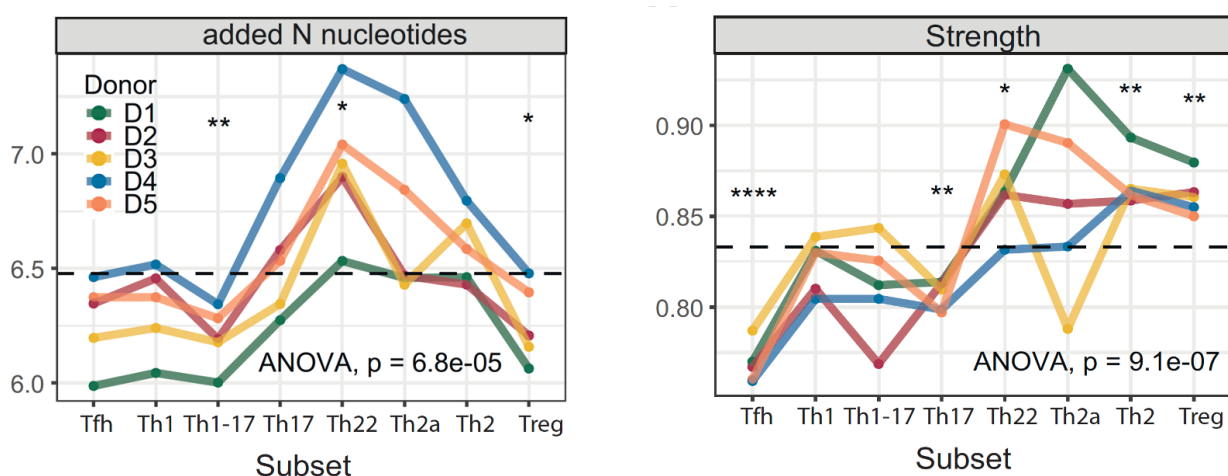 added N nucleotides
Donor
D1
D2
D3
D4
D5
**
*
*
7.0
6.5
6.0
ANOVA, p = 6.8e-05
Tfh Th1 Th1-17 Th17 Th22 Th2a Th2 Treg
Subset
Strength
* ** **
**** **
0.90
0.85
0.80
ANOVA, p = 9.1e-07
Tfh Th1 Th1-17 Th17 Th22 Th2a Th2 Treg
Subset